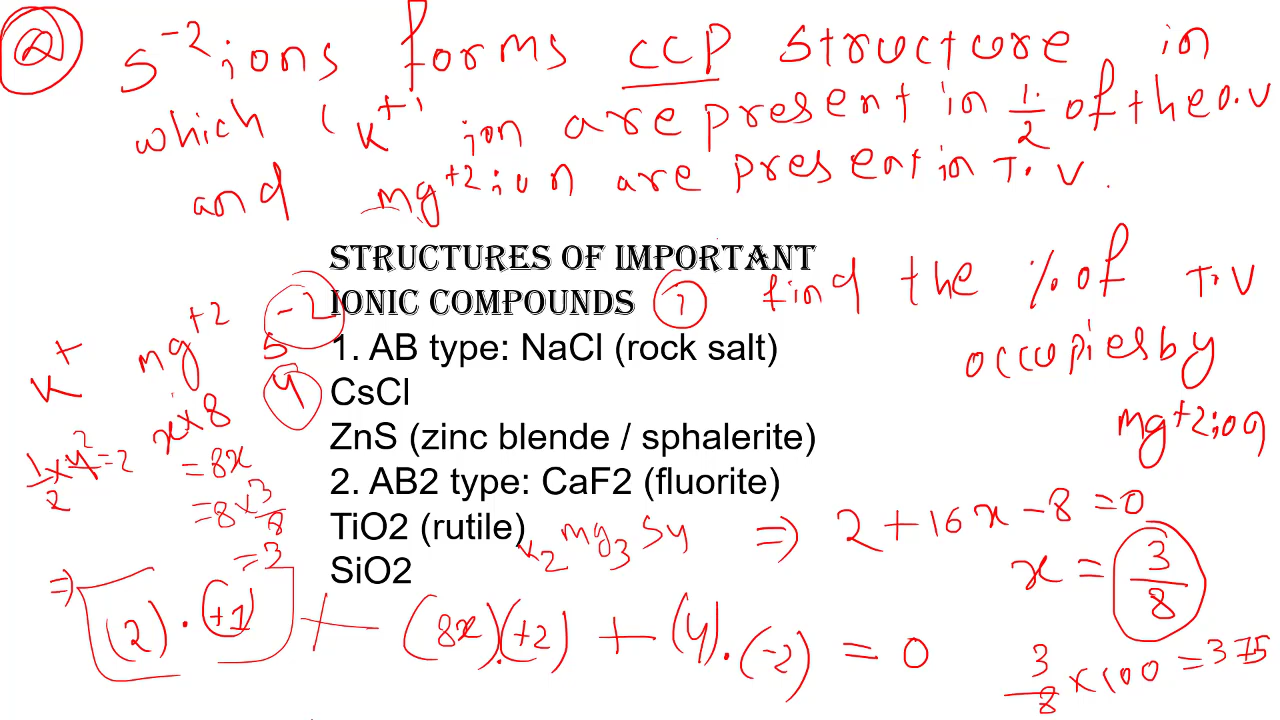 Q S⁻² ions forms CCP structure in
which (K⁺¹ ion are present in 1/2 of the O.V
and mg⁺² ion are present in T.V.
STRUCTURES OF IMPORTANT
IONIC COMPOUNDS
① find the % of T.V
occupies by
mg⁺² ion
1. AB type: NaCl (rock salt)
CsCl
ZnS (zinc blende / sphalerite)
2. AB2 type: CaF2 (fluorite)
TiO2 (rutile)
SiO2
K⁺ mg⁺² S⁻²
1/2 × 4 = 2
x × 8
4
= 8x
= 8 × 3/8
= 3
K₂ mg₃ S₄ ⇒ 2 + 16x - 8 = 0
x = 3/8
⇒ (2) · (+1) + (8x) · (+2) + (4) · (-2) = 0
3/8 × 100 = 375